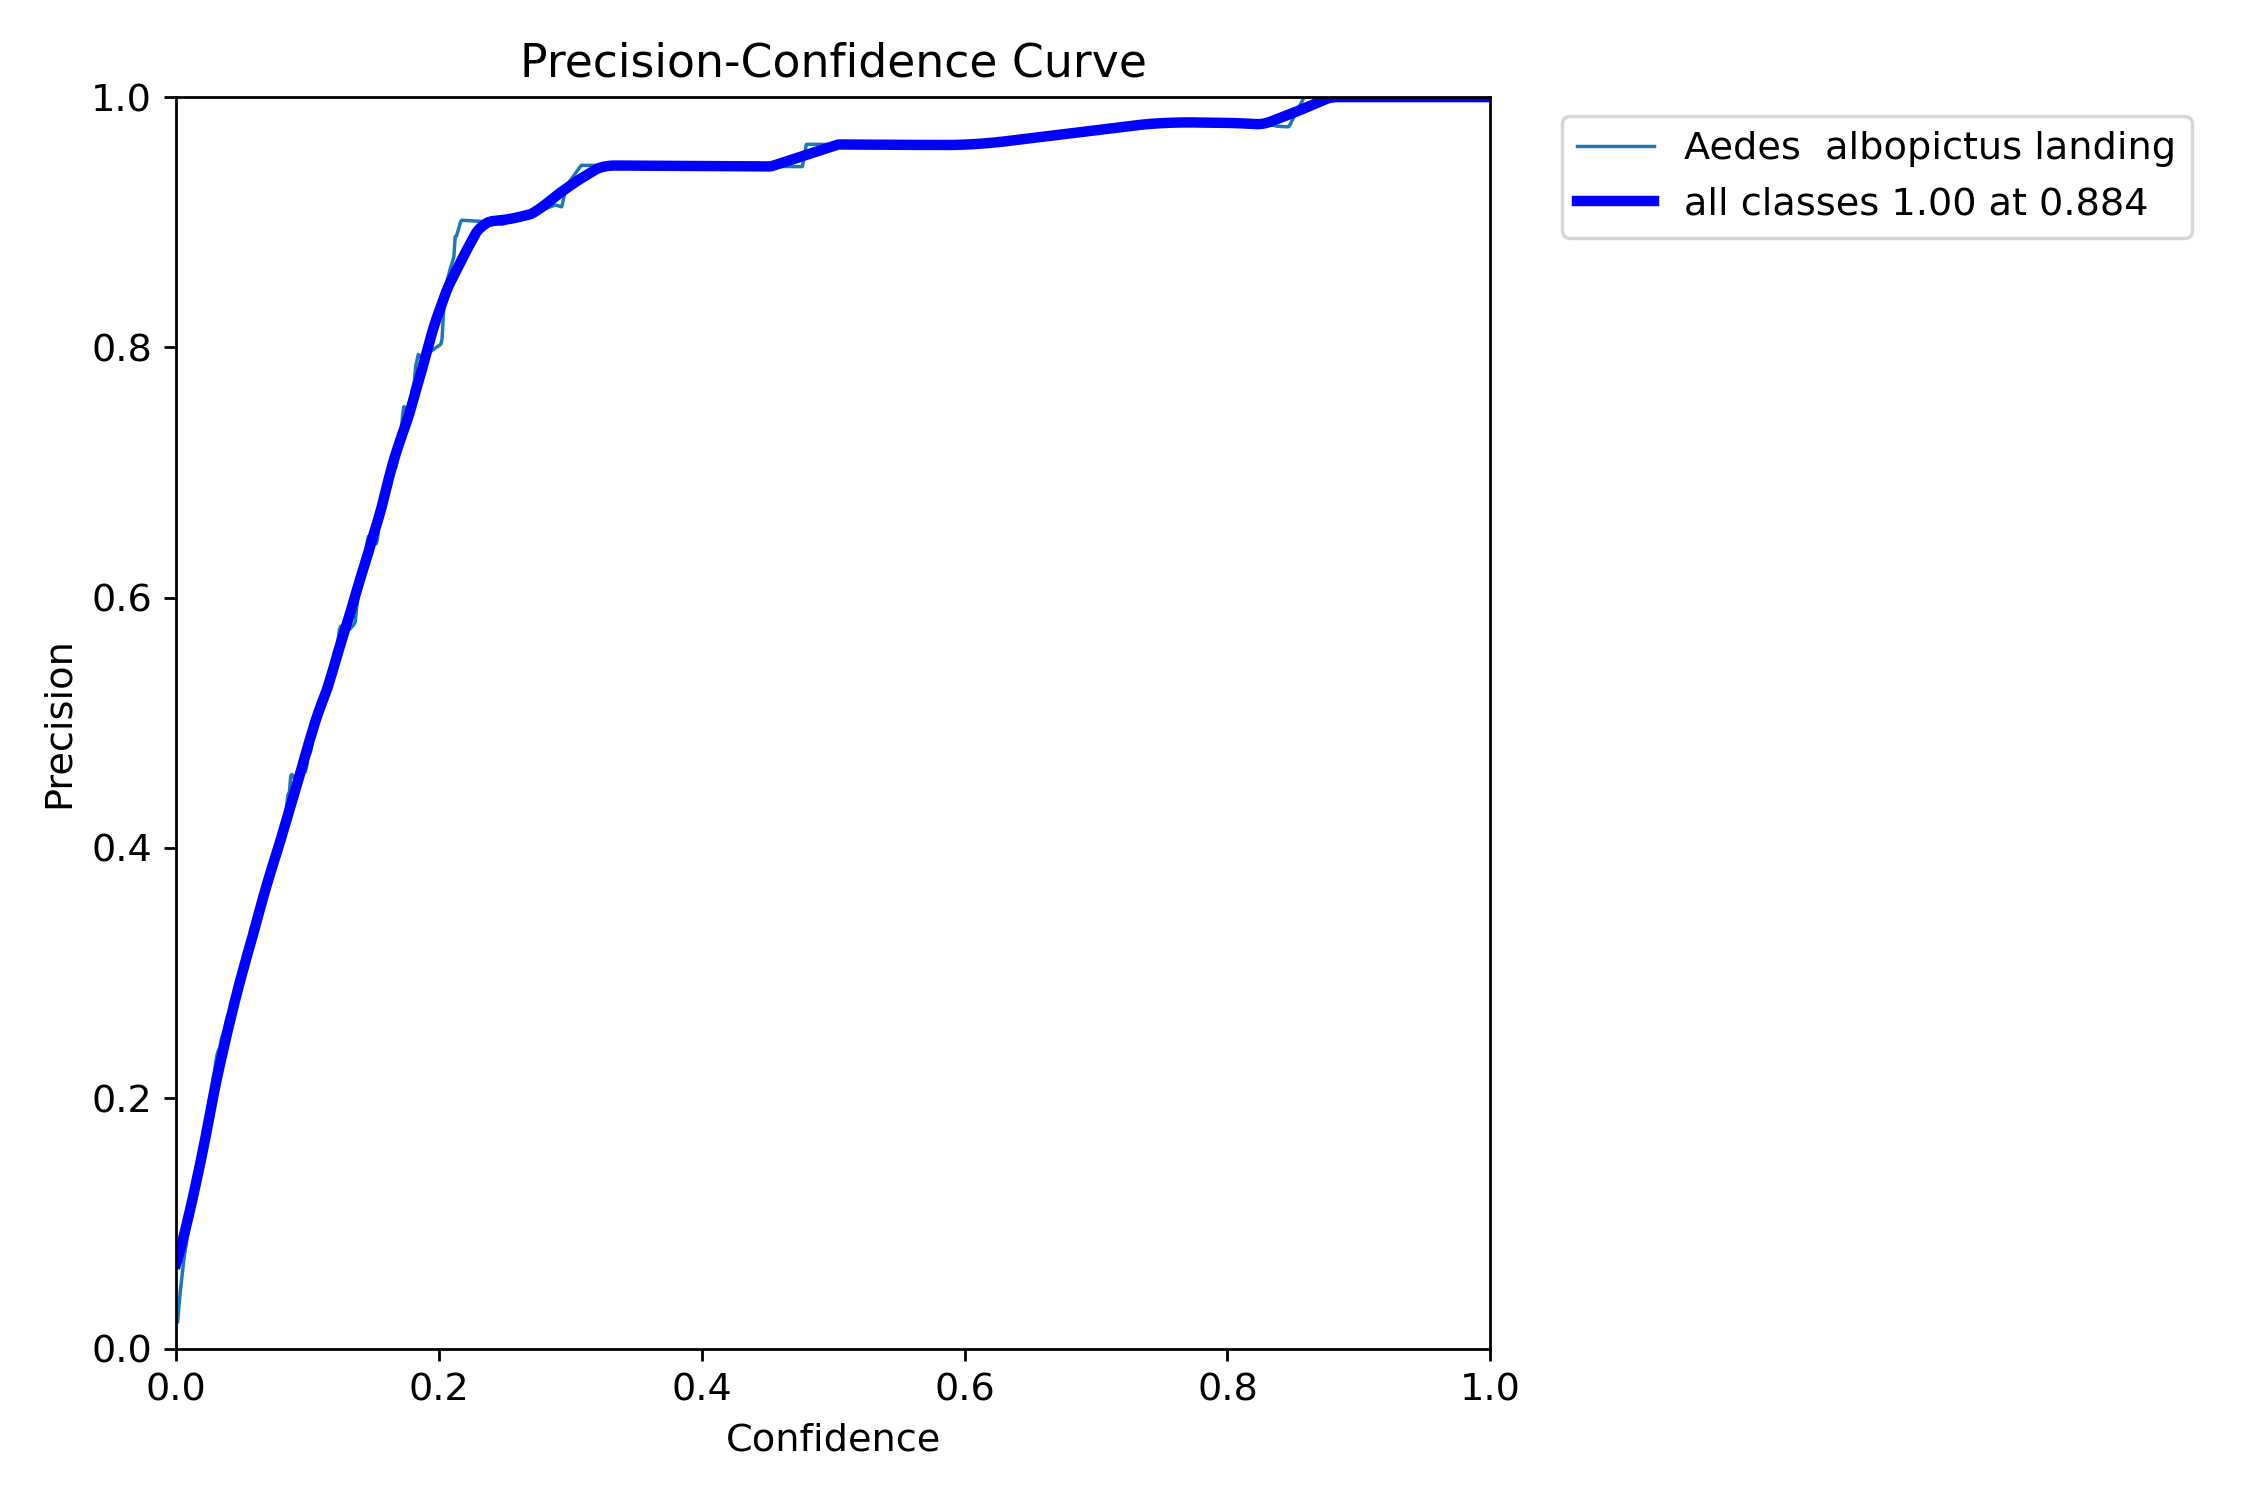 Precision-Confidence Curve
1.0
0.8
0.6
0.4
0.2
0.0
Precision
0.0 0.2 0.4 0.6 0.8 1.0
Confidence
Aedes  albopictus landing
all classes 1.00 at 0.884